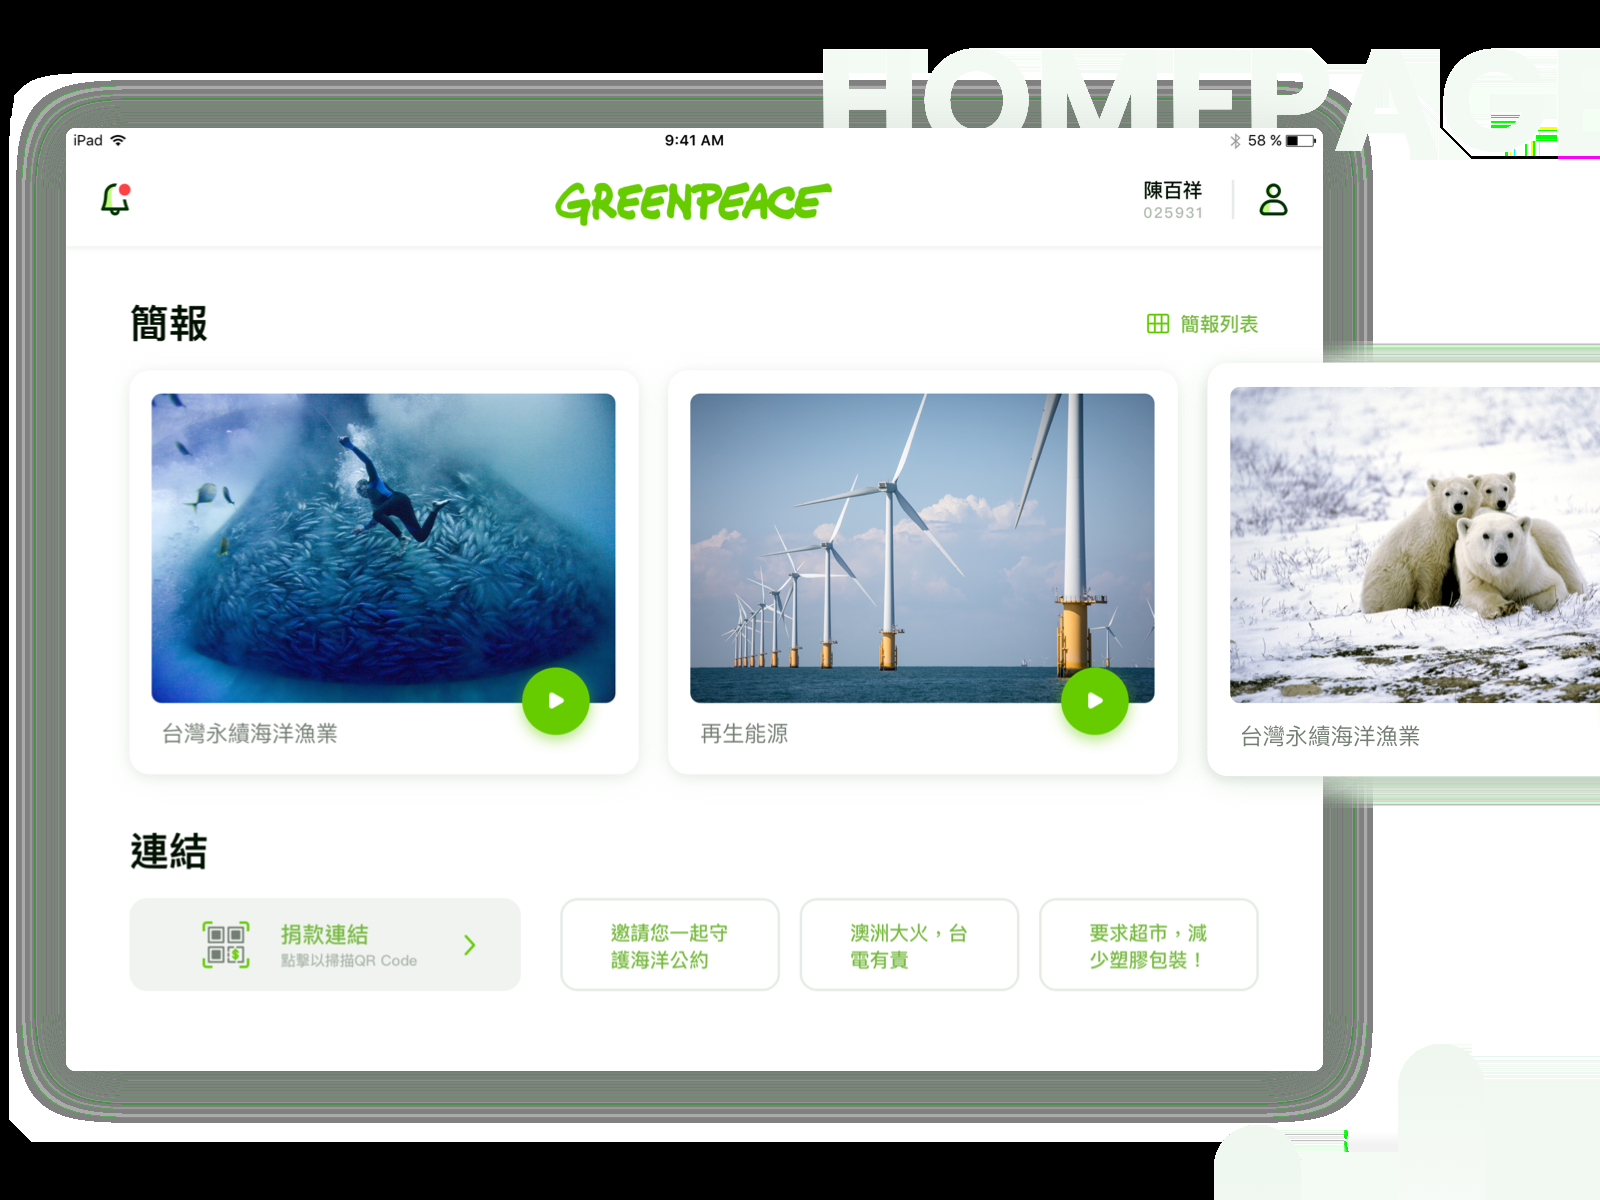 HOMEPAGE
iPad
9:41 AM
58 %
GREENPEACE
陳百祥
025931
簡報
簡報列表
台灣永續海洋漁業
再生能源
台灣永續海洋漁業
連結
捐款連結
點擊以掃描QR Code
邀請您一起守
護海洋公約
澳洲大火，台
電有責
要求超市，減
少塑膠包裝！